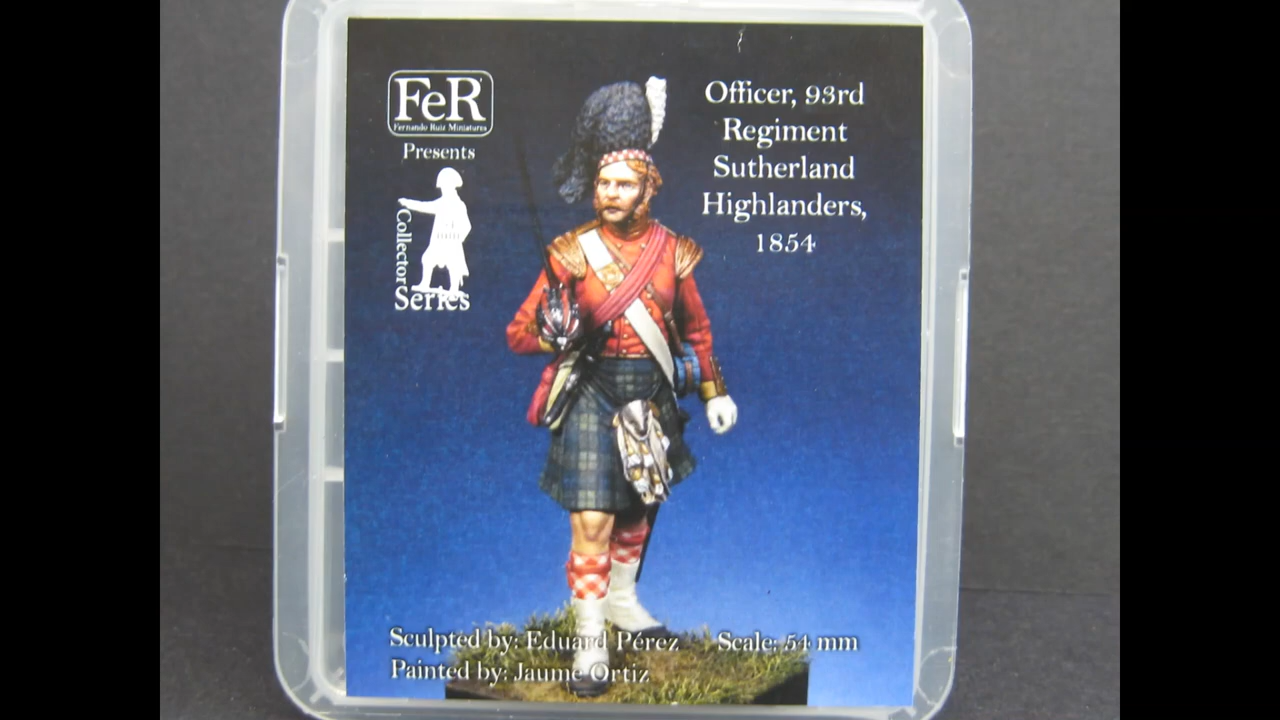 FeR
Fernando Ruiz Miniatures
Presents
Collector
Series
Officer, 93rd
Regiment
Sutherland
Highlanders,
1854
Sculpted by: Eduard Pérez
Scale: 54 mm
Painted by: Jaume Ortiz